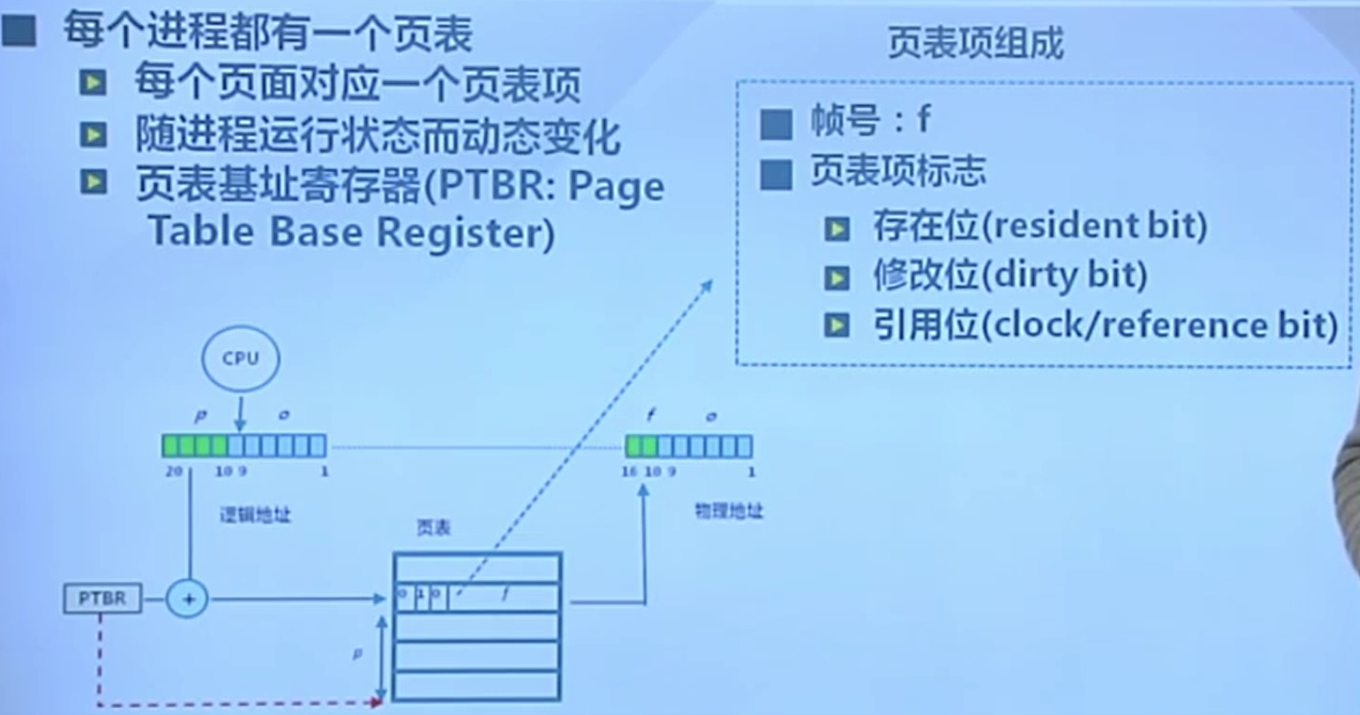 每个进程都有一个页表
每个页面对应一个页表项
随进程运行状态而动态变化
页表基址寄存器(PTBR: Page
Table Base Register)
页表项组成
帧号：f
页表项标志
存在位(resident bit)
修改位(dirty bit)
引用位(clock/reference bit)
CPU
p o
20 10 9 1
逻辑地址
f o
16 10 9 1
物理地址
页表
0 1 0 f
PTBR
+
p